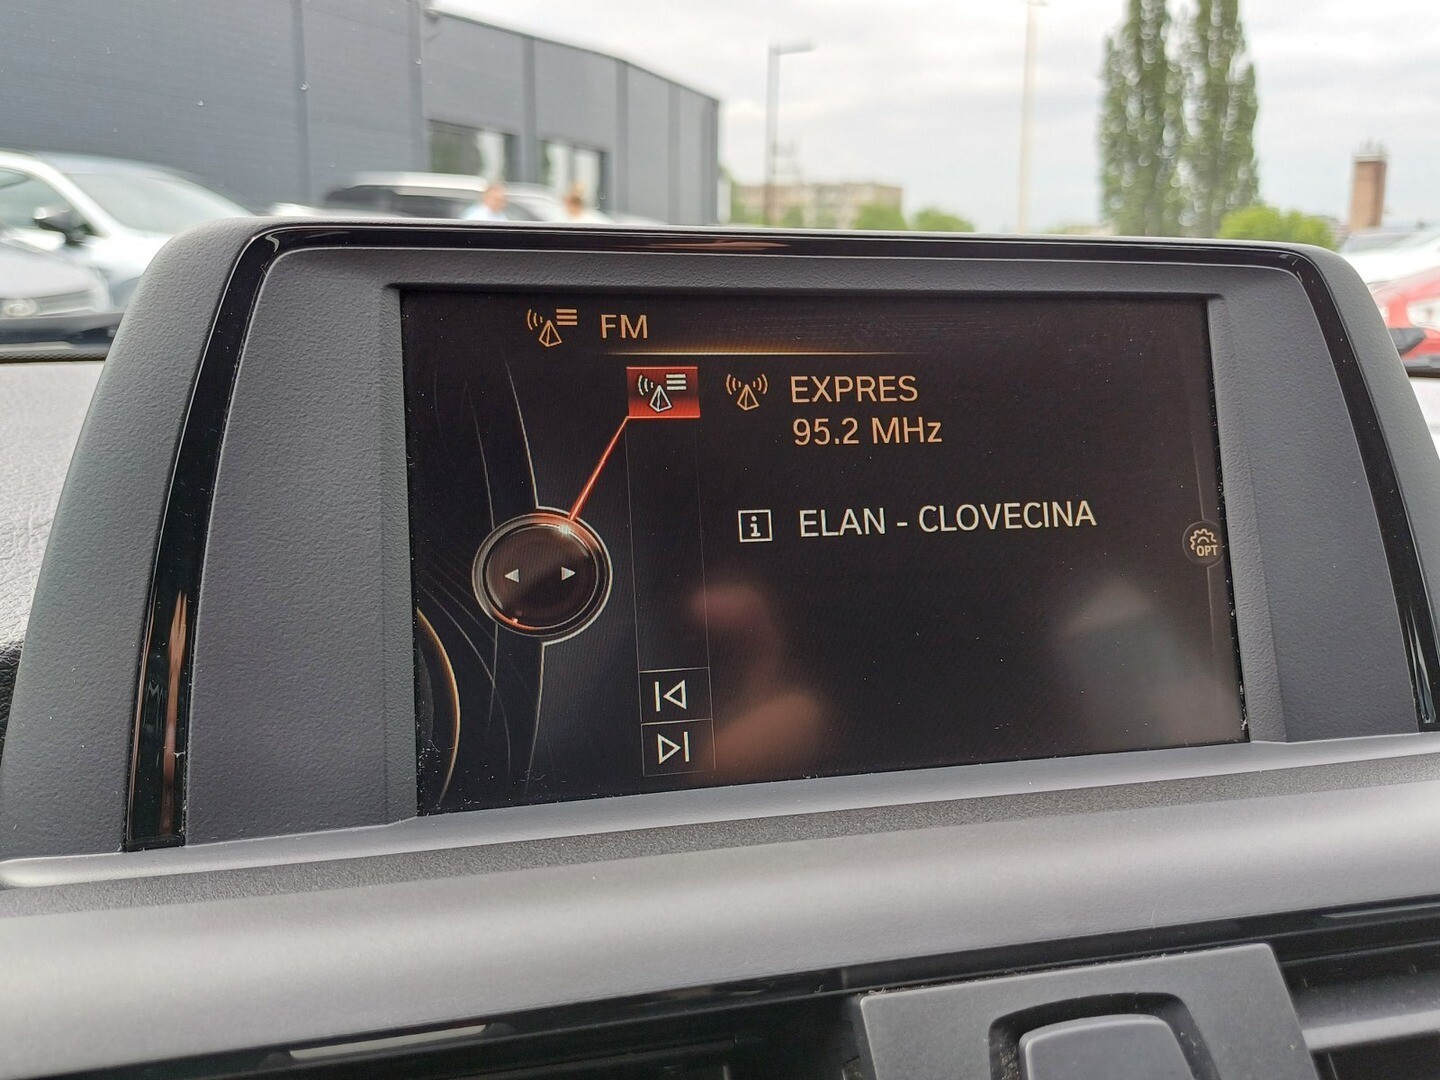 FM
EXPRES
95.2 MHz
ELAN - CLOVECINA
OPT